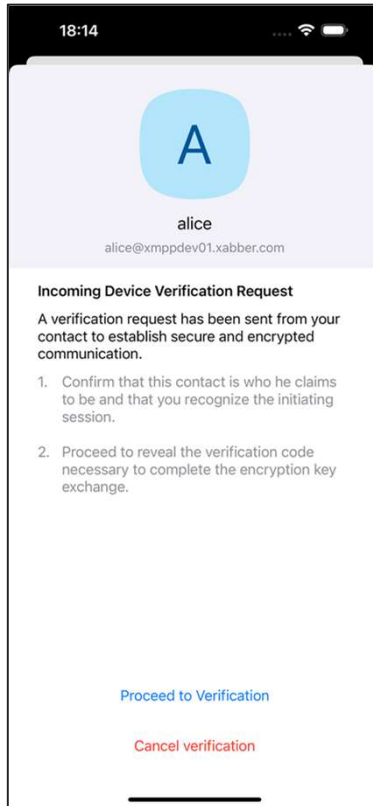 18:14
A
alice
alice@xmppdev01.xabber.com
Incoming Device Verification Request
A verification request has been sent from your
contact to establish secure and encrypted
communication.
1. Confirm that this contact is who he claims
to be and that you recognize the initiating
session.
2. Proceed to reveal the verification code
necessary to complete the encryption key
exchange.
Proceed to Verification
Cancel verification